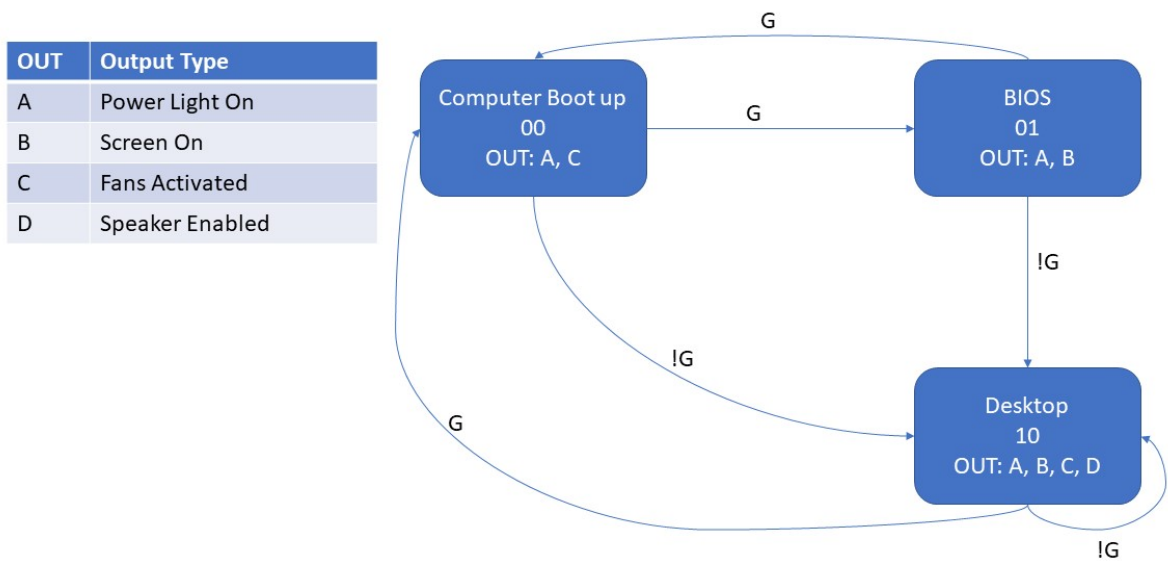 OUT Output Type
A Power Light On
B Screen On
C Fans Activated
D Speaker Enabled
G
Computer Boot up
00
OUT: A, C
G
BIOS
01
OUT: A, B
!G
!G
G
Desktop
10
OUT: A, B, C, D
!G